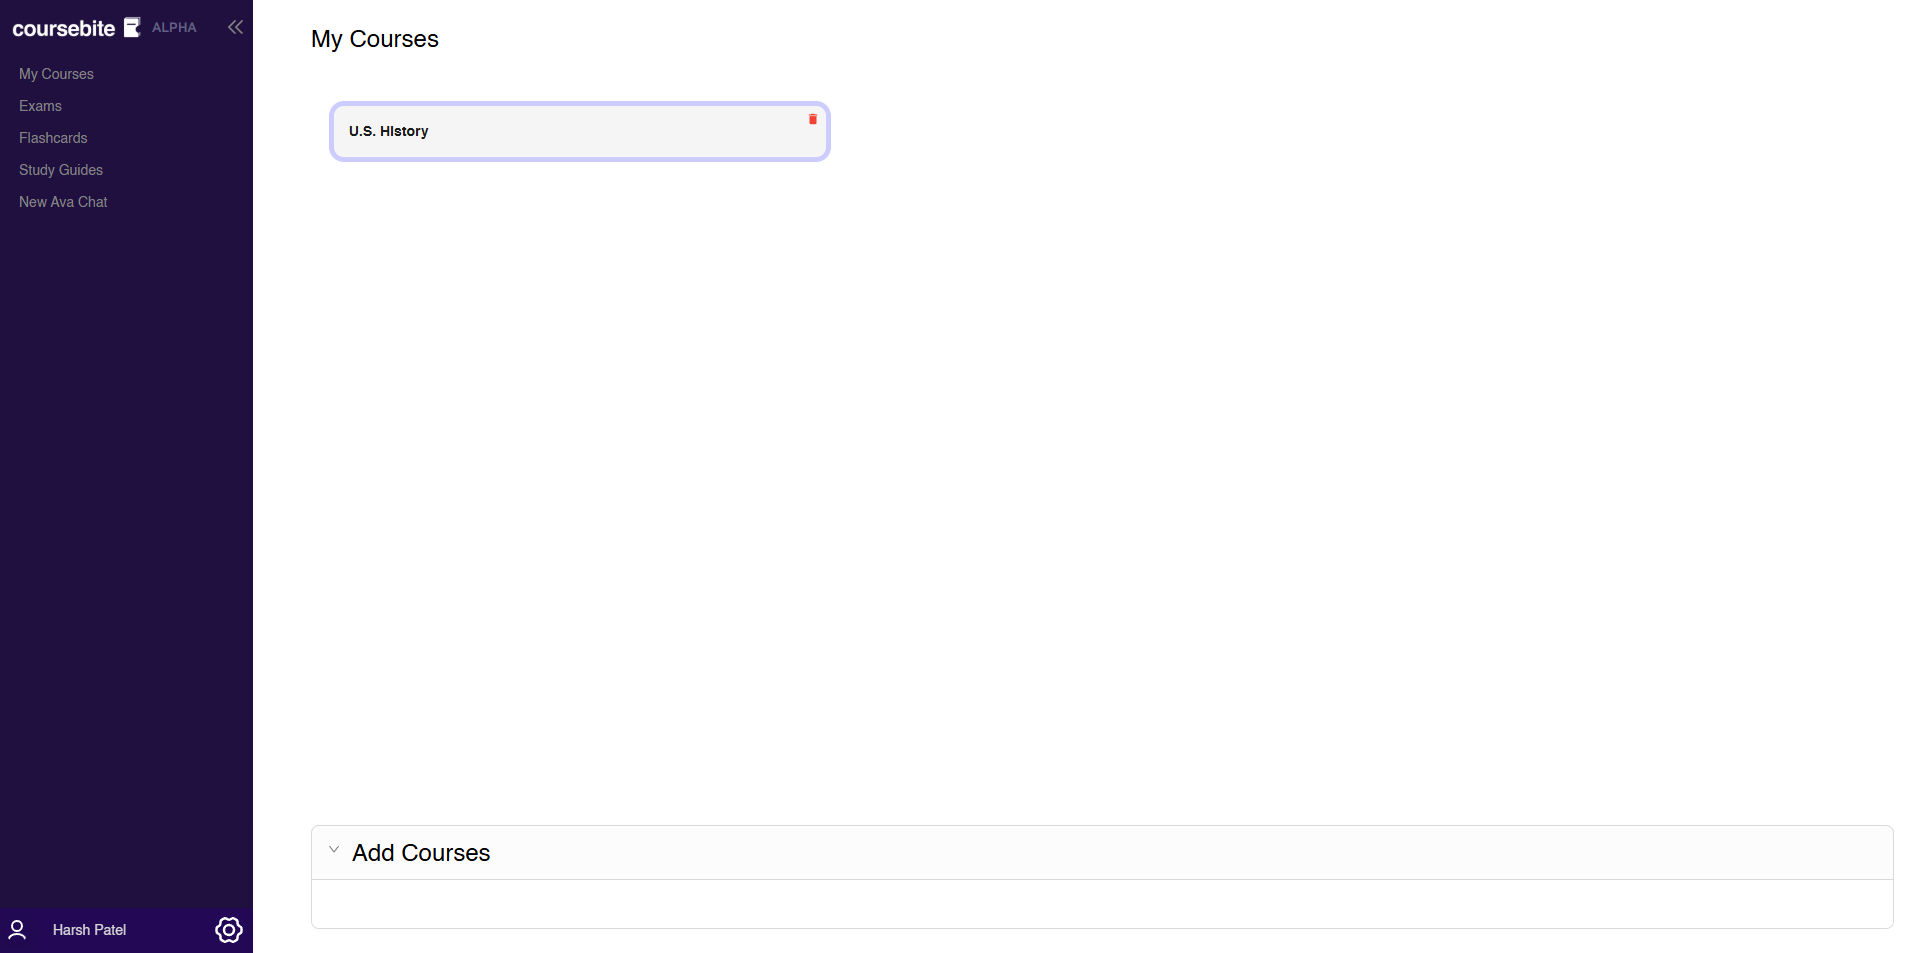 coursebite ALPHA
My Courses
Exams
Flashcards
Study Guides
New Ava Chat
Harsh Patel
My Courses
U.S. History
Add Courses